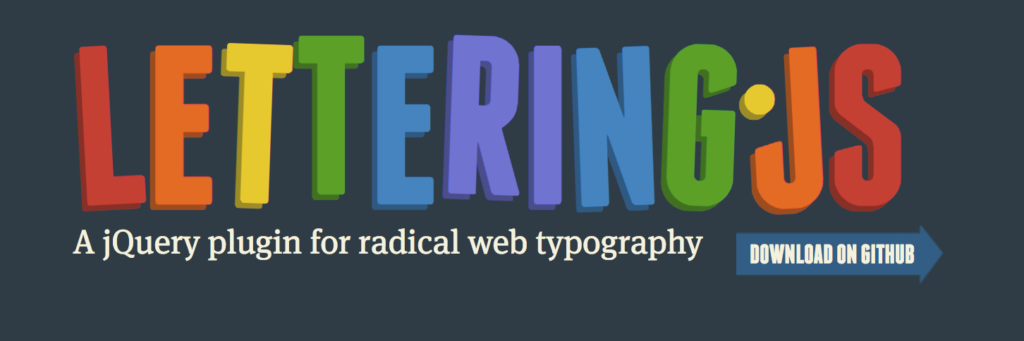 LETTERING.JS
A jQuery plugin for radical web typography
DOWNLOAD ON GITHUB